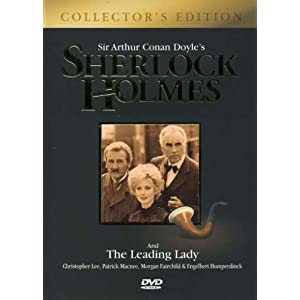 COLLECTOR'S EDITION
Sir Arthur Conan Doyle's
SHERLOCK
HOLMES
And
The Leading Lady
Christopher Lee, Patrick Macnee, Morgan Fairchild & Engelbert Humperdinck
DVD